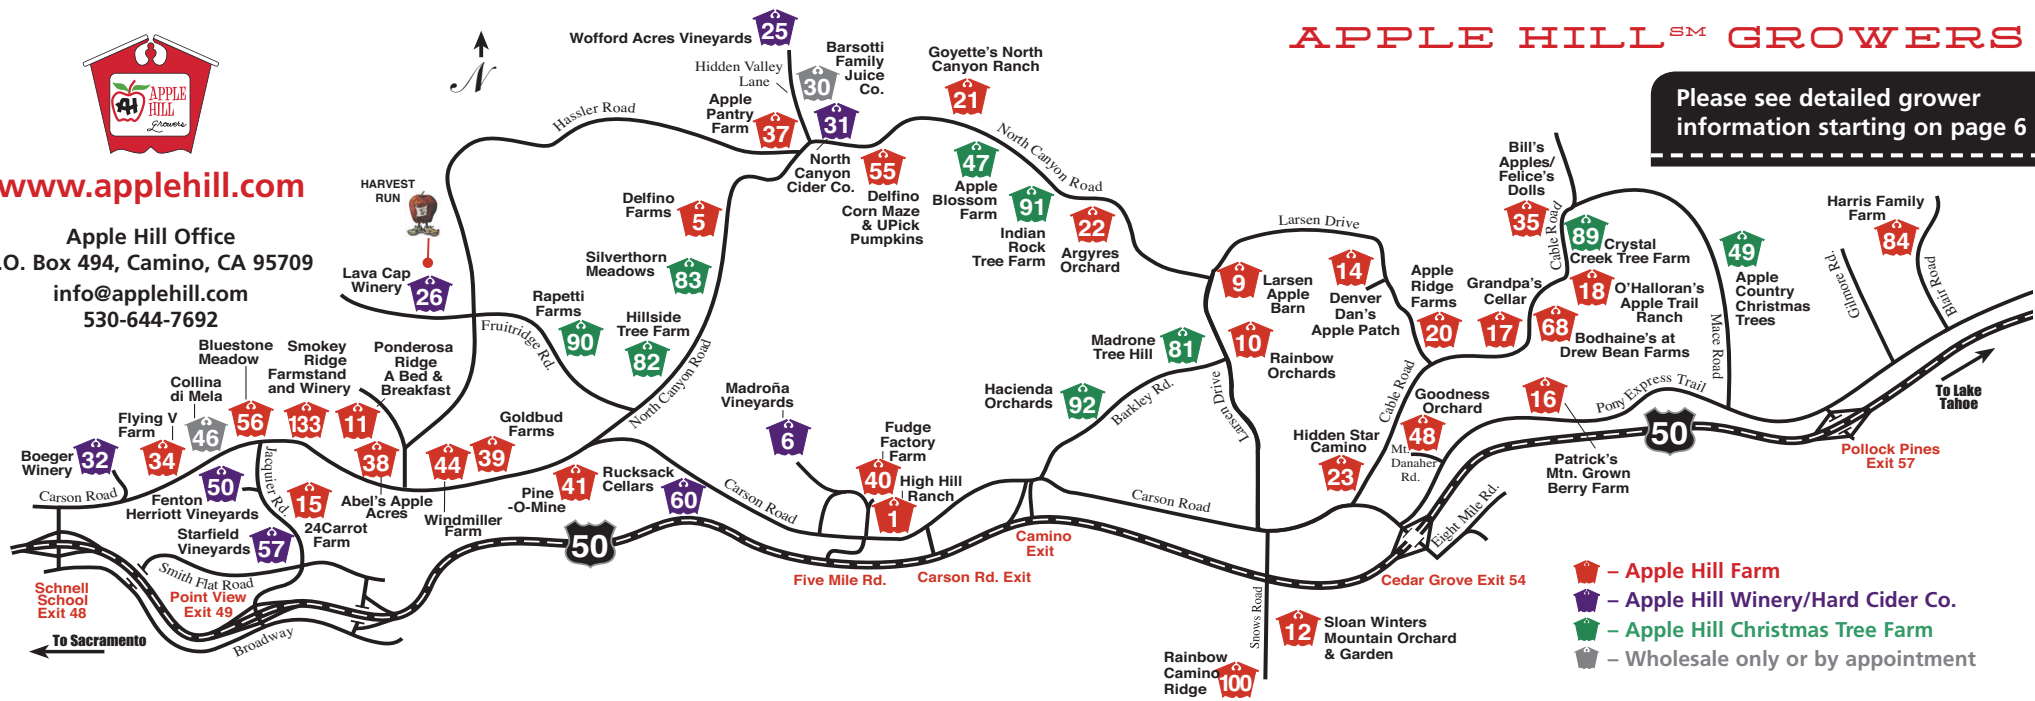 APPLE HILL SM GROWERS
Please see detailed grower
information starting on page 6
APPLE
HILL
Growers
www.applehill.com
Apple Hill Office
.O. Box 494, Camino, CA 95709
info@applehill.com
530-644-7692
N
HARVEST
RUN
Wofford Acres Vineyards
25
Hidden Valley
Lane
Barsotti
Family
Juice
Co.
30
Goyette's North
Canyon Ranch
21
Hassler Road
Apple
Pantry
Farm
37
31
North
Canyon
Cider Co.
55
Delfino
Corn Maze
& UPick
Pumpkins
47
Apple
Blossom
Farm
North Canyon Road
91
Indian
Rock
Tree Farm
22
Argyres
Orchard
Delfino
Farms
5
Silverthorn
Meadows
83
Lava Cap
Winery
26
Rapetti
Farms
90
Hillside
Tree Farm
82
Fruitridge Rd.
North Canyon Road
Larsen Drive
9
Larsen
Apple
Barn
14
Denver
Dan's
Apple Patch
Apple
Ridge
Farms
20
Grandpa's
Cellar
17
Bill's
Apples/
Felice's
Dolls
35
Cable Road
89
Crystal
Creek Tree Farm
18
O'Halloran's
Apple Trail
Ranch
68
Bodhaine's at
Drew Bean Farms
49
Apple
Country
Christmas
Trees
Mace Road
Harris Family
Farm
84
Gilmore Rd.
Blair Road
To Lake
Tahoe
Madrone
Tree Hill
81
10
Rainbow
Orchards
Hacienda
Orchards
92
Barkley Rd.
Larsen Drive
Cable Road
Goodness
Orchard
48
Mt.
Danaher
Rd.
Hidden Star
Camino
23
16
Patrick's
Mtn. Grown
Berry Farm
Pony Express Trail
50
Pollock Pines
Exit 57
Bluestone
Meadow
56
Smokey
Ridge
Farmstand
and Winery
133
Ponderosa
Ridge
A Bed &
Breakfast
11
Collina
di Mela
46
Flying V
Farm
34
Boeger
Winery
32
Carson Road
50
Fenton
Herriott Vineyards
Jacquier Rd.
15
24Carrot
Farm
38
Abel's Apple
Acres
44
Windmiller
Farm
Goldbud
Farms
39
Pine
-O-Mine
41
Rucksack
Cellars
60
Carson Road
Madroña
Vineyards
6
Fudge
Factory
Farm
40
High Hill
Ranch
1
Carson Road
Starfield
Vineyards
57
Smith Flat Road
Schnell
School
Exit 48
Point View
Exit 49
To Sacramento
Broadway
50
Five Mile Rd.
Carson Rd. Exit
Camino
Exit
Cedar Grove Exit 54
Eight Mile Rd.
Snows Road
12
Sloan Winters
Mountain Orchard
& Garden
Rainbow
Camino
Ridge
100
– Apple Hill Farm
– Apple Hill Winery/Hard Cider Co.
– Apple Hill Christmas Tree Farm
– Wholesale only or by appointment